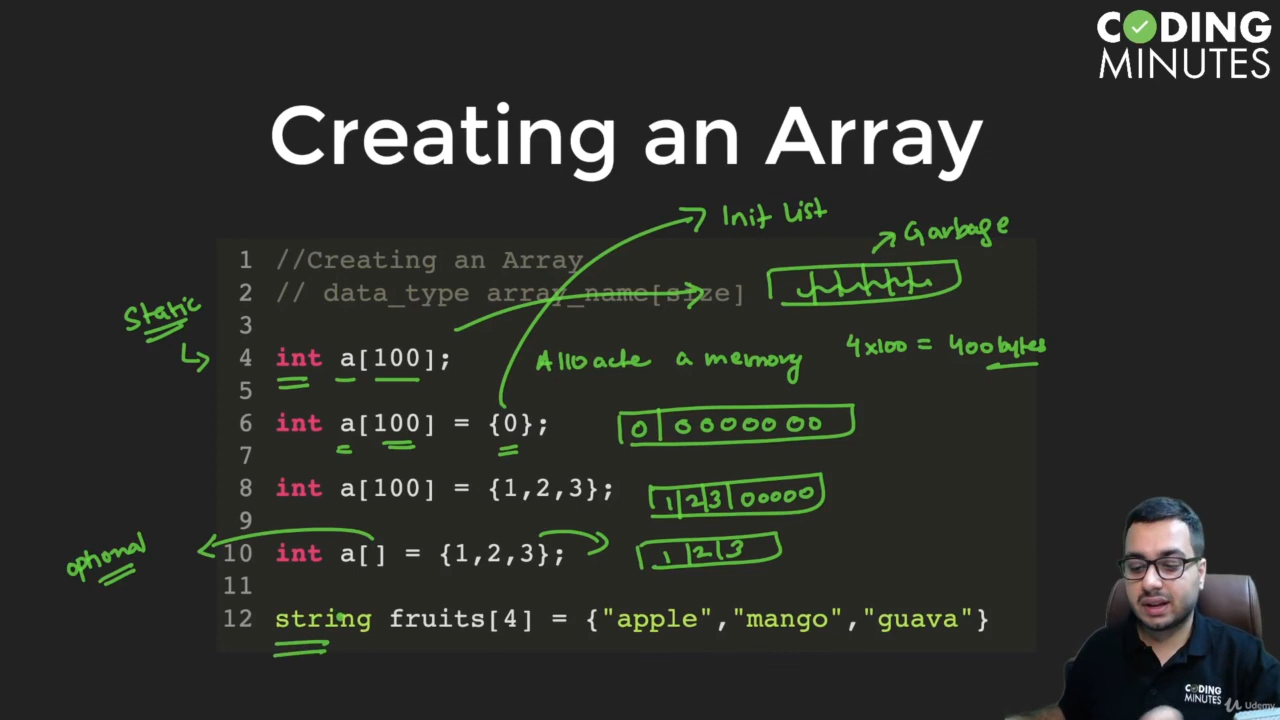 CODING
MINUTES
Creating an Array
Init List
Garbage
1 //Creating an Array
2 // data_type array_name[size]
Static
3
4 int a[100];
Alloacte a memory 4x100 = 400 bytes
5
6 int a[100] = {0};
0 0000000
7
8 int a[100] = {1,2,3};
1 2 3 00000
9
optional
10 int a[] = {1,2,3};
1 2 3
11
12 string fruits[4] = {"apple","mango","guava"}
CODING
MINUTES
Udemy